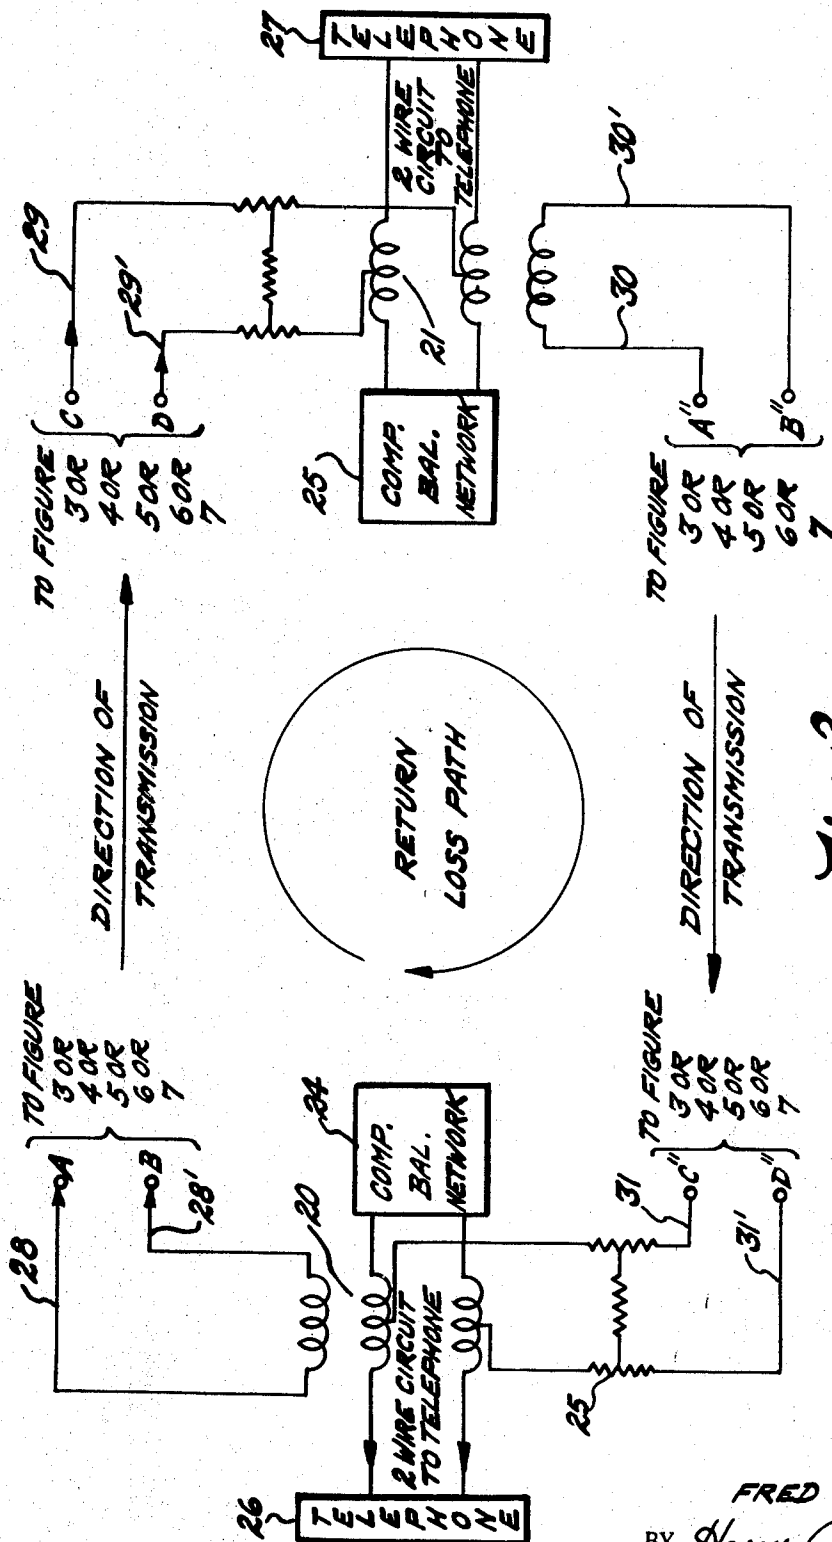 27
TELEPHONE
2 WIRE
CIRCUIT
TO
TELEPHONE
29
29'
C
D
TO FIGURE
3 OR
4 OR
5 OR
6 OR
7
21
25
COMP.
BAL.
NETWORK
30'
30
A"
B"
TO FIGURE
3 OR
4 OR
5 OR
6 OR
7
DIRECTION OF
TRANSMISSION
RETURN
LOSS PATH
DIRECTION OF
TRANSMISSION
TO FIGURE
3 OR
4 OR
5 OR
6 OR
7
A
B
28
28'
20
24
COMP.
BAL.
NETWORK
2 WIRE CIRCUIT
TO TELEPHONE
26
TELEPHONE
TO FIGURE
3 OR
4 OR
5 OR
6 OR
7
31
C"
D"
31'
25
FRED
BY